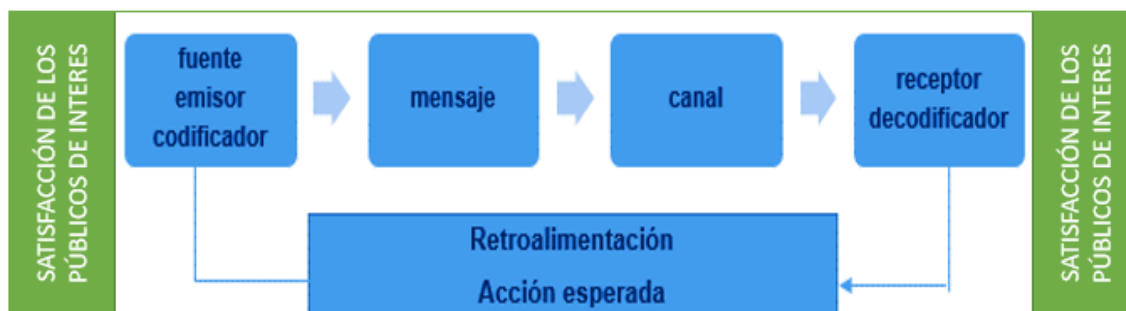 SATISFACCIÓN DE LOS
PÚBLICOS DE INTERES
fuente
emisor
codificador
mensaje
canal
receptor
decodificador
Retroalimentación
Acción esperada
SATISFACCIÓN DE LOS
PÚBLICOS DE INTERES